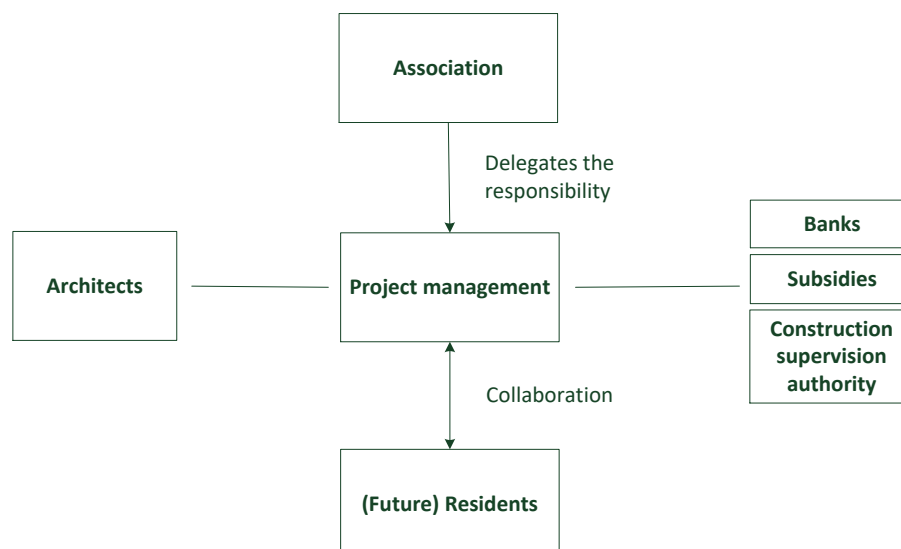 Association
Delegates the
responsibility
Banks
Architects
Project management
Subsidies
Construction
supervision
authority
Collaboration
(Future) Residents